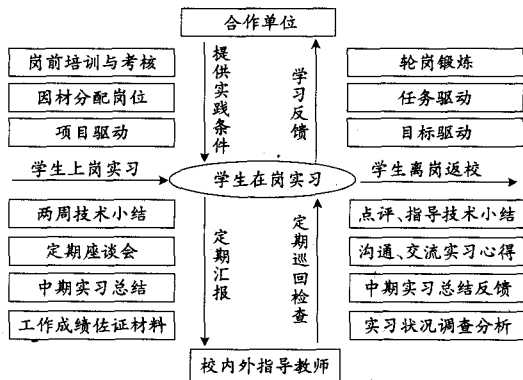 合作单位
岗前培训与考核
因材分配岗位
项目驱动
提供实践条件
学习反馈
轮岗锻炼
任务驱动
目标驱动
学生上岗实习
学生在岗实习
学生离岗返校
两周技术小结
定期座谈会
中期实习总结
工作成绩佐证材料
定期汇报
定期巡回检查
点评、指导技术小结
沟通、交流实习心得
中期实习总结反馈
实习状况调查分析
校内外指导教师